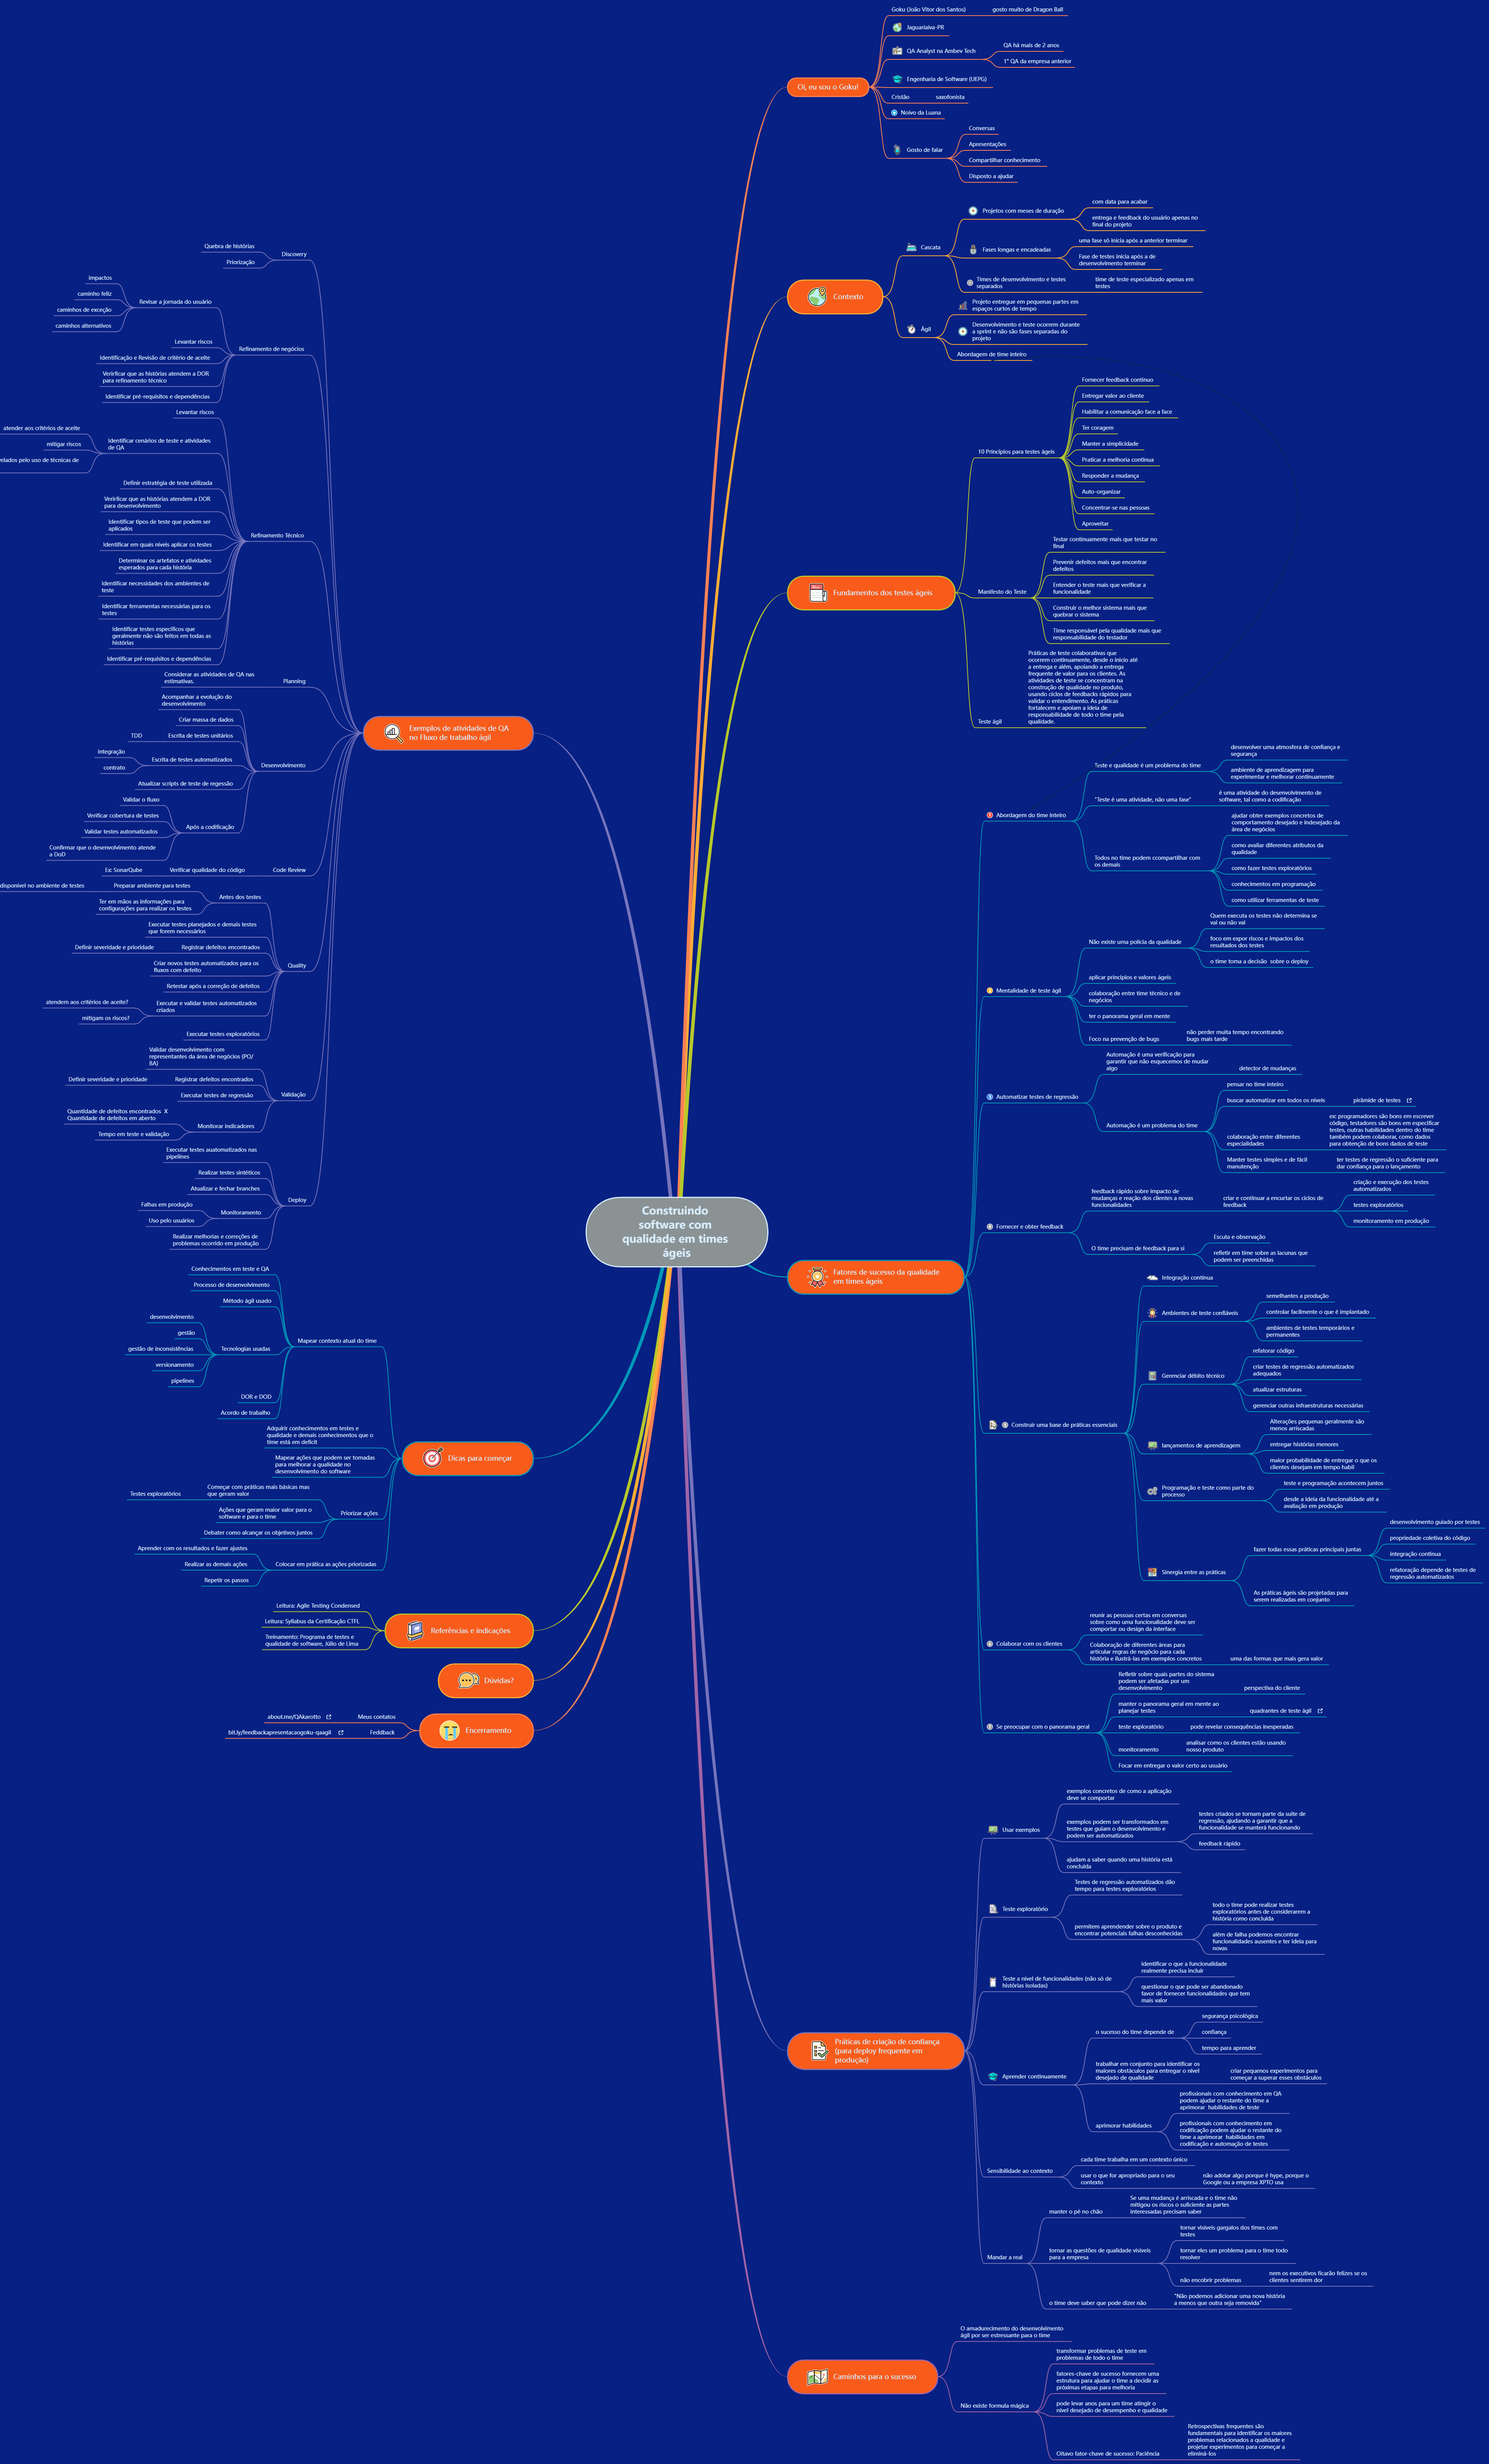 Construindo
software com
qualidade em times
ágeis
Oi, eu sou o Goku!
Goku (João Vitor dos Santos)
gosto muito de Dragon Ball
Jaguariaíva-PR
QA Analyst na Ambev Tech
QA há mais de 2 anos
1° QA da empresa anterior
Engenharia de Software (UEPG)
Cristão
saxofonista
Noivo da Luana
Gosto de falar
Conversas
Apresentações
Compartilhar conhecimento
Disposto a ajudar
Contexto
Cascata
Projetos com meses de duração
com data para acabar
entrega e feedback do usuário apenas no
final do projeto
Fases longas e encadeadas
uma fase só inicia após a anterior terminar
Fase de testes inicia após a de
desenvolvimento terminar
Times de desenvolvimento e testes
separados
time de teste especializado apenas em
testes
Ágil
Projeto entregue em pequenas partes em
espaços curtos de tempo
Desenvolvimento e teste ocorrem durante
a sprint e não são fases separadas do
projeto
Abordagem de time inteiro
Fundamentos dos testes ágeis
10 Princípios para testes ágeis
Fornecer feedback contínuo
Entregar valor ao cliente
Habilitar a comunicação face a face
Ter coragem
Manter a simplicidade
Praticar a melhoria contínua
Responder a mudança
Auto-organizar
Concentrar-se nas pessoas
Aproveitar
Manifesto do Teste
Testar continuamente mais que testar no
final
Prevenir defeitos mais que encontrar
defeitos
Entender o teste mais que verificar a
funcionalidade
Construir o melhor sistema mais que
quebrar o sistema
Time responsável pela qualidade mais que
responsabilidade do testador
Teste ágil
Práticas de teste colaborativas que
ocorrem continuamente, desde o início até
a entrega e além, apoiando a entrega
frequente de valor para os clientes. As
atividades de teste se concentram na
construção de qualidade no produto,
usando ciclos de feedbacks rápidos para
validar o entendimento. As práticas
fortalecem e apoiam a ideia de
responsabilidade de todo o time pela
qualidade.
Fatores de sucesso da qualidade
em times ágeis
Abordagem do time inteiro
Teste e qualidade é um problema do time
desenvolver uma atmosfera de confiança e
segurança
ambiente de aprendizagem para
experimentar e melhorar continuamente
"Teste é uma atividade, não uma fase"
é uma atividade do desenvolvimento de
software, tal como a codificação
Todos no time podem ccompartilhar com
os demais
ajudar obter exemplos concretos de
comportamento desejado e indesejado da
área de negócios
como avaliar diferentes atributos da
qualidade
como fazer testes exploratórios
conhecimentos em programação
como utilizar ferramentas de teste
Mentalidade de teste ágil
Não existe uma polícia da qualidade
Quem executa os testes não determina se
vai ou não vai
foco em expor riscos e impactos dos
resultados dos testes
o time toma a decisão  sobre o deploy
aplicar princípios e valores ágeis
colaboração entre time técnico e de
negócios
ter o panorama geral em mente
Foco na prevenção de bugs
não perder muita tempo encontrando
bugs mais tarde
Automatizar testes de regressão
Automação é uma verificação para
garantir que não esquecemos de mudar
algo
detector de mudanças
Automação é um problema do time
pensar no time inteiro
buscar automatizar em todos os níveis
pirâmide de testes
colaboração entre diferentes
especialidades
ex: programadores são bons em escrever
código, testadores são bons em especificar
testes, outras habilidades dentro do time
também podem colaborar, como dados
para obtenção de bons dados de teste
Manter testes simples e de fácil
manutenção
ter testes de regressão o suficiente para
dar confiança para o lançamento
Fornecer e obter feedback
feedback rápido sobre impacto de
mudanças e reação dos clientes a novas
funcionalidades
criar e continuar a encurtar os ciclos de
feedback
criação e execução dos testes
automatizados
testes exploratórios
monitoramento em produção
O time precisam de feedback para si
Escuta e observação
refletir em time sobre as lacunas que
podem ser preenchidas
Construir uma base de práticas essenciais
Integração contínua
Ambientes de teste confiáveis
semelhantes a produção
controlar facilmente o que é implantado
ambientes de testes temporários e
permanentes
Gerenciar débito técnico
refatorar código
criar testes de regressão automatizados
adequados
atualizar estruturas
gerenciar outras infraestruturas necessárias
lançamentos de aprendizagem
Alterações pequenas geralmente são
menos arriscadas
entregar histórias menores
maior probabilidade de entregar o que os
clientes desejam em tempo hábil
Programação e teste como parte do
processo
teste e programação acontecem juntos
desde a ideia da funcionalidade até a
avaliação em produção
Sinergia entre as práticas
fazer todas essas práticas principais juntas
desenvolvimento guiado por testes
propriedade coletiva do código
integração contínua
refatoração depende de testes de
regressão automatizados
As práticas ágeis são projetadas para
serem realizadas em conjunto
Colaborar com os clientes
reunir as pessoas certas em conversas
sobre como uma funcionalidade deve ser
comportar ou design da interface
Colaboração de diferentes áreas para
articular regras de negócio para cada
história e ilustrá-las em exemplos concretos
uma das formas que mais gera valor
Se preocupar com o panorama geral
Refletir sobre quais partes do sistema
podem ser afetadas por um
desenvolvimento
perspectiva do cliente
manter o panorama geral em mente ao
planejar testes
quadrantes de teste ágil
teste exploratório
pode revelar consequências inesperadas
monitoramento
analisar como os clientes estão usando
nosso produto
Focar em entregar o valor certo ao usuário
Práticas de criação de confiança
(para deploy frequente em
produção)
Usar exemplos
exemplos concretos de como a aplicação
deve se comportar
exemplos podem ser transformados em
testes que guiam o desenvolvimento e
podem ser automatizados
testes criados se tornam parte da suíte de
regressão, ajudando a garantir que a
funcionalidade se manterá funcionando
feedback rápido
ajudam a saber quando uma história está
concluída
Teste exploratório
Testes de regressão automatizados dão
tempo para testes exploratórios
permitem aprendender sobre o produto e
encontrar potenciais falhas desconhecidas
todo o time pode realizar testes
exploratórios antes de considerarem a
história como concluída
além de falha podemos encontrar
funcionalidades ausentes e ter ideia para
novas
Teste a nível de funcionalidades (não só de
histórias isoladas)
identificar o que a funcionalidade
realmente precisa incluir
questionar o que pode ser abandonado
favor de fornecer funcionalidades que tem
mais valor
Aprender continuamente
o sucesso do time depende de
segurança psicológica
confiança
tempo para aprender
trabalhar em conjunto para identificar os
maiores obstáculos para entregar o nível
desejado de qualidade
criar pequenos experimentos para
começar a superar esses obstáculos
aprimorar habilidades
profissionais com conhecimento em QA
podem ajudar o restante do time a
aprimorar  habilidades de teste
profissionais com conhecimento em
codificação podem ajudar o restante do
time a aprimorar  habilidades em
codificação e automação de testes
Sensibilidade ao contexto
cada time trabalha em um contexto único
usar o que for apropriado para o seu
contexto
não adotar algo porque é hype, porque o
Google ou a empresa XPTO usa
Mandar a real
manter o pé no chão
Se uma mudança é arriscada e o time não
mitigou os riscos o suficiente as partes
interessadas precisam saber
tornar as questões de qualidade visíveis
para a empresa
tornar visíveis gargalos dos times com
testes
tornar eles um problema para o time todo
resolver
não encobrir problemas
nem os executivos ficarão felizes se os
clientes sentirem dor
o time deve saber que pode dizer não
"Não podemos adicionar uma nova história
a menos que outra seja removida"
Caminhos para o sucesso
O amadurecimento do desenvolvimento
ágil por ser estressante para o time
Não existe formula mágica
transformar problemas de teste em
problemas de todo o time
fatores-chave de sucesso fornecem uma
estrutura para ajudar o time a decidir as
próximas etapas para melhoria
pode levar anos para um time atingir o
nível desejado de desempenho e qualidade
Oitavo fator-chave de sucesso: Paciência
Retrospectivas frequentes são
fundamentais para identificar os maiores
problemas relacionados a qualidade e
projetar experimentos para começar a
eliminá-los
Exemplos de atividades de QA
no Fluxo de trabalho ágil
Discovery
Quebra de histórias
Priorização
Refinamento de negócios
Revisar a jornada do usuário
impactos
caminho feliz
caminhos de exceção
caminhos alternativos
Levantar riscos
Identificação e Revisão de critério de aceite
Verirficar que as histórias atendem a DOR
para refinamento técnico
Identificar pré-requisitos e dependências
Refinamento Técnico
Levantar riscos
Identificar cenários de teste e atividades
de QA
atender aos critérios de aceite
mitigar riscos
velados pelo uso de técnicas de
Definir estratégia de teste utilizada
Verirficar que as histórias atendem a DOR
para desenvolvimento
Identificar tipos de teste que podem ser
aplicados
Identificar em quais níveis aplicar os testes
Determinar os artefatos e atividades
esperados para cada história
Identificar necessidades dos ambientes de
teste
Identificar ferramentas necessárias para os
testes
Identificar testes específicos que
geralmente não são feitos em todas as
histórias
Identificar pré-requisitos e dependências
Planning
Considerar as atividades de QA nas
estimativas.
Desenvolvimento
Acompanhar a evolução do
desenvolvimento
Criar massa de dados
Escrita de testes unitários
TDD
Escilta de testes automatizados
integração
contrato
Atualizar scripts de teste de regessão
Após a codificação
Validar o fluxo
Verificar cobertura de testes
Validar testes automatizados
Confirmar que o desenvolvimento atende
a DoD
Code Review
Verificar qualidade do código
Ex: SonarQube
Quality
Antes dos testes
Preparar ambiente para testes
disponível no ambiente de testes
Ter em mãos as informações para
configurações para realizar os testes
Executar testes planejados e demais testes
que forem necessários
Registrar defeitos encontrados
Definir severidade e prioridade
Criar novos testes automatizados para os
fluxos com defeito
Retestar após a correção de defeitos
Executar e validar testes automatizados
criados
atendem aos critérios de aceite?
mitigam os riscos?
Executar testes exploratórios
Validação
Validar desenvolvimento com
representantes da área de negócios (PO/
BA)
Registrar defeitos encontrados
Definir severidade e prioridade
Executar testes de regressão
Monitorar indicadores
Quantidade de defeitos encontrados  X
Quantidade de defeitos em aberto
Tempo em teste e validação
Deploy
Executar testes auatomatizados nas
pipelines
Realizar testes sintéticos
Atualizar e fechar branches
Monitoramento
Falhas em produção
Uso pelo usuários
Realizar melhorias e correções de
problemas ocorrido em produção
Dicas para começar
Mapear contexto atual do time
Conhecimentos em teste e QA
Processo de desenvolvimento
Método ágil usado
Tecnologias usadas
desenvolvimento
gestão
gestão de inconsistências
versionamento
pipelines
DOR e DOD
Acordo de trabalho
Adquirir conhecimentos em testes e
qualidade e demais conhecimentos que o
time está em deficit
Mapear ações que podem ser tomadas
para melhorar a qualidade no
desenvolvimento do software
Priorizar ações
Começar com práticas mais básicas mas
que geram valor
Testes exploratórios
Ações que geram maior valor para o
software e para o time
Debater como alcançar os objetivos juntos
Colocar em prática as ações priorizadas
Aprender com os resultados e fazer ajustes
Realizar as demais ações
Repetir os passos
Referências e indicações
Leitura: Agile Testing Condensed
Leitura: Syllabus da Certificação CTFL
Treinamento: Programa de testes e
qualidade de software, Júlio de Lima
Dúvidas?
Encerramento
Meus contatos
about.me/QAkarotto
Feddback
bit.ly/feedbackapresentacaogoku-qaagil